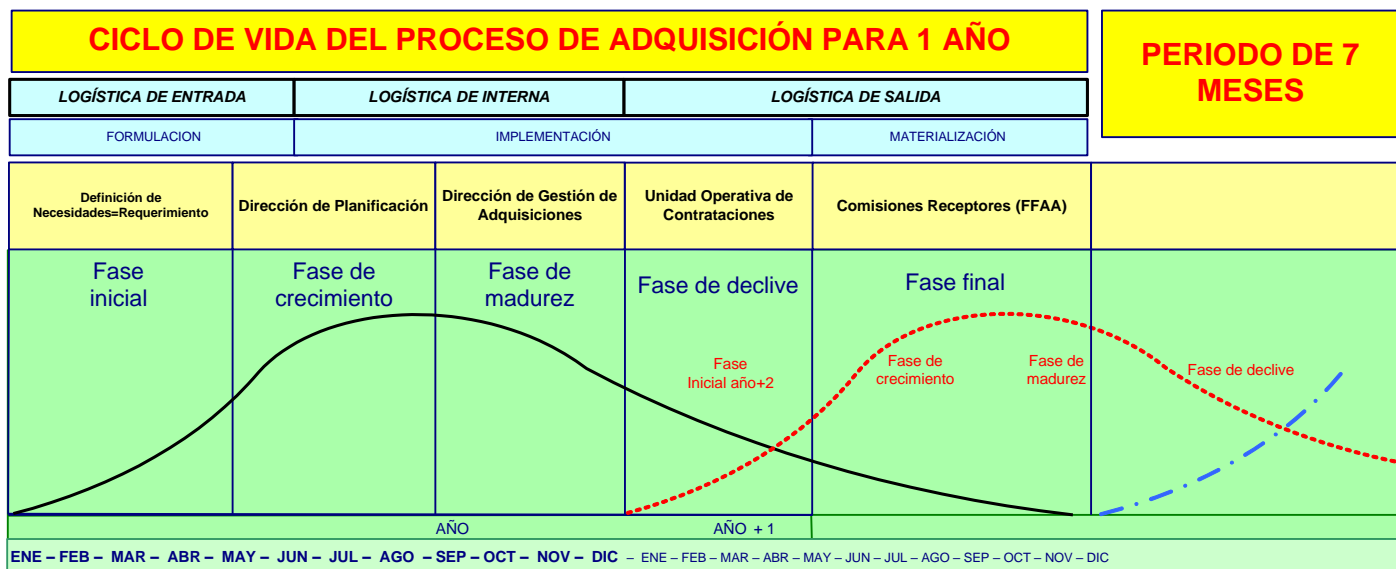 CICLO DE VIDA DEL PROCESO DE ADQUISICIÓN PARA 1 AÑO
PERIODO DE 7
MESES
LOGÍSTICA DE ENTRADA
LOGÍSTICA DE INTERNA
LOGÍSTICA DE SALIDA
FORMULACION
IMPLEMENTACIÓN
MATERIALIZACIÓN
Definición de
Necesidades=Requerimiento
Dirección de Planificación
Dirección de Gestión de
Adquisiciones
Unidad Operativa de
Contrataciones
Comisiones Receptores (FFAA)
Fase
inicial
Fase de
crecimiento
Fase de
madurez
Fase de declive
Fase final
Fase
Inicial año+2
Fase de
crecimiento
Fase de
madurez
Fase de declive
AÑO
AÑO + 1
ENE – FEB – MAR – ABR – MAY – JUN – JUL – AGO – SEP – OCT – NOV – DIC – ENE – FEB – MAR – ABR – MAY – JUN – JUL – AGO – SEP – OCT – NOV – DIC